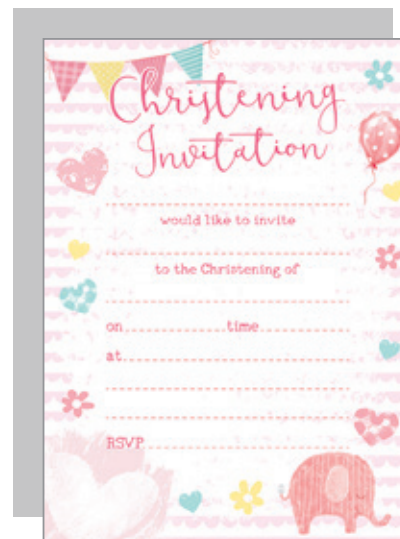 Christening
Invitation
would like to invite
to the Christening of
on time
at
RSVP